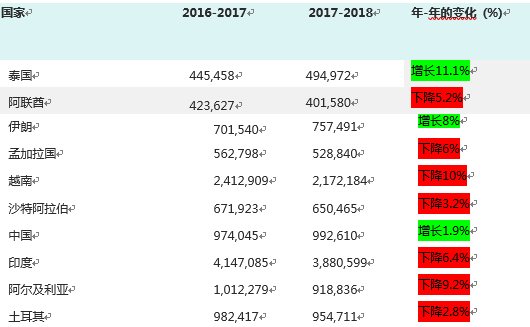 国家 2016-2017 2017-2018 年-年的变化 (%)
泰国 445,458 494,972 增长11.1%
阿联酋 423,627 401,580 下降5.2%
伊朗 701,540 757,491 增长8%
孟加拉国 562,798 528,840 下降6%
越南 2,412,909 2,172,184 下降10%
沙特阿拉伯 671,923 650,465 下降3.2%
中国 974,045 992,610 增长1.9%
印度 4,147,085 3,880,599 下降6.4%
阿尔及利亚 1,012,279 918,836 下降9.2%
土耳其 982,417 954,711 下降2.8%